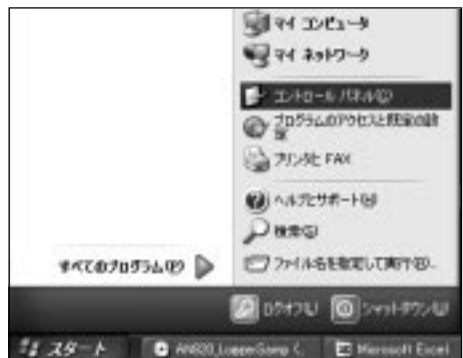 マイ コンピュータ
マイ ネットワーク
コントロール パネル(C)
プログラムのアクセスと既定の設
定
プリンタと FAX
ヘルプとサポート(H)
検索(S)
ファイル名を指定して実行(R)...
すべてのプログラム(P)
ログオフ(L)
シャットダウン(U)
スタート
Microsoft Excel